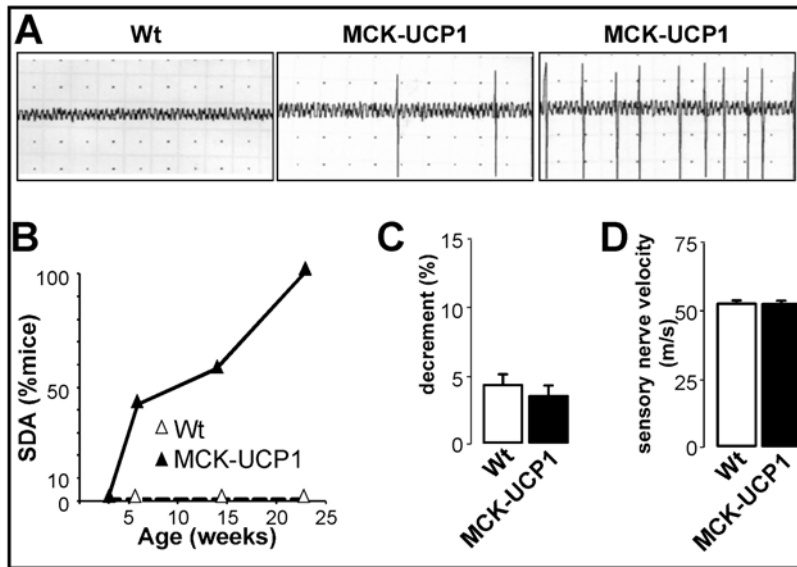 A
Wt
MCK-UCP1
MCK-UCP1
B
SDA (%mice)
100
50
10
0
5
10
15
20
25
Age (weeks)
Wt
MCK-UCP1
C
decrement (%)
15
10
5
0
Wt
MCK-UCP1
D
sensory nerve velocity
(m/s)
75
50
25
0
Wt
MCK-UCP1